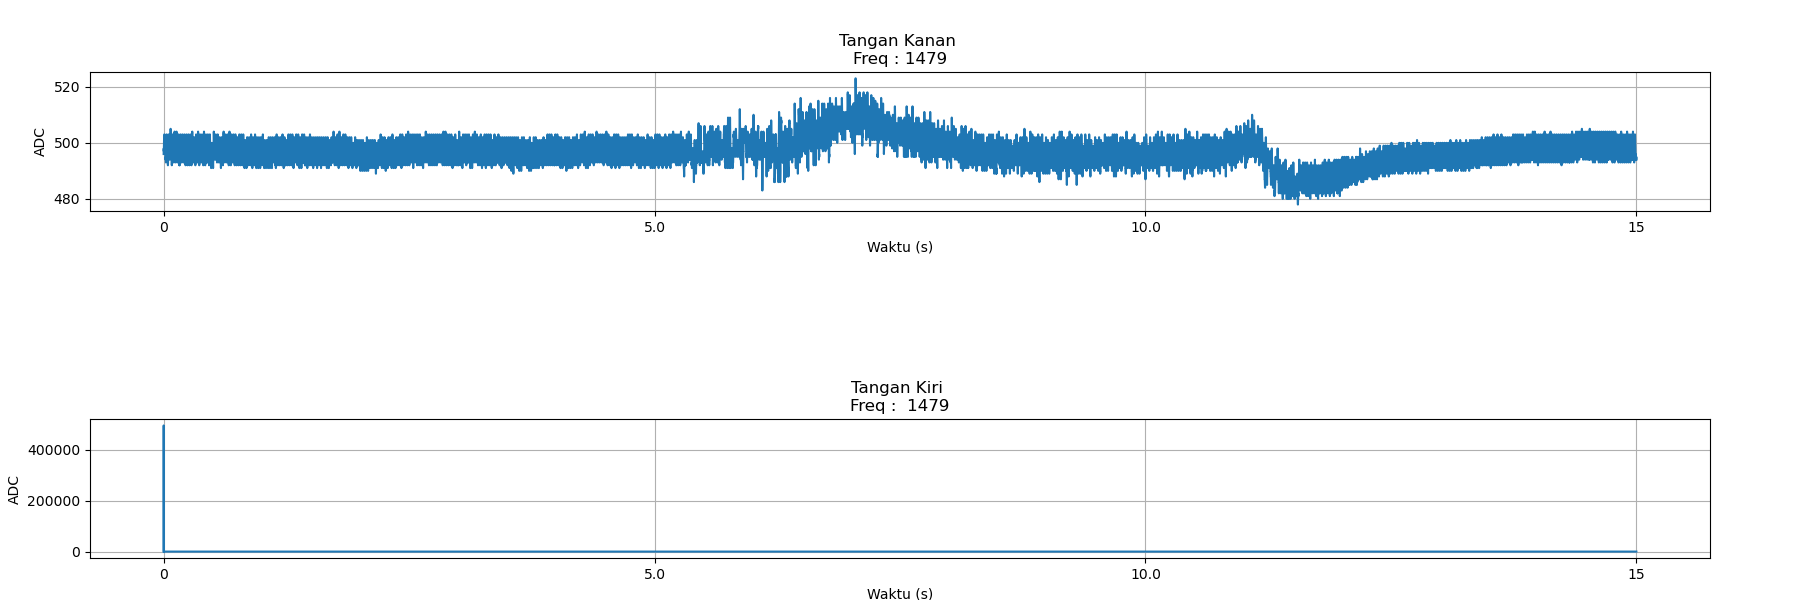 Tangan Kanan
Freq : 1479
520
500
480
ADC
0 5.0 10.0 15
Waktu (s)
Tangan Kiri
Freq :  1479
400000
200000
0
ADC
0 5.0 10.0 15
Waktu (s)